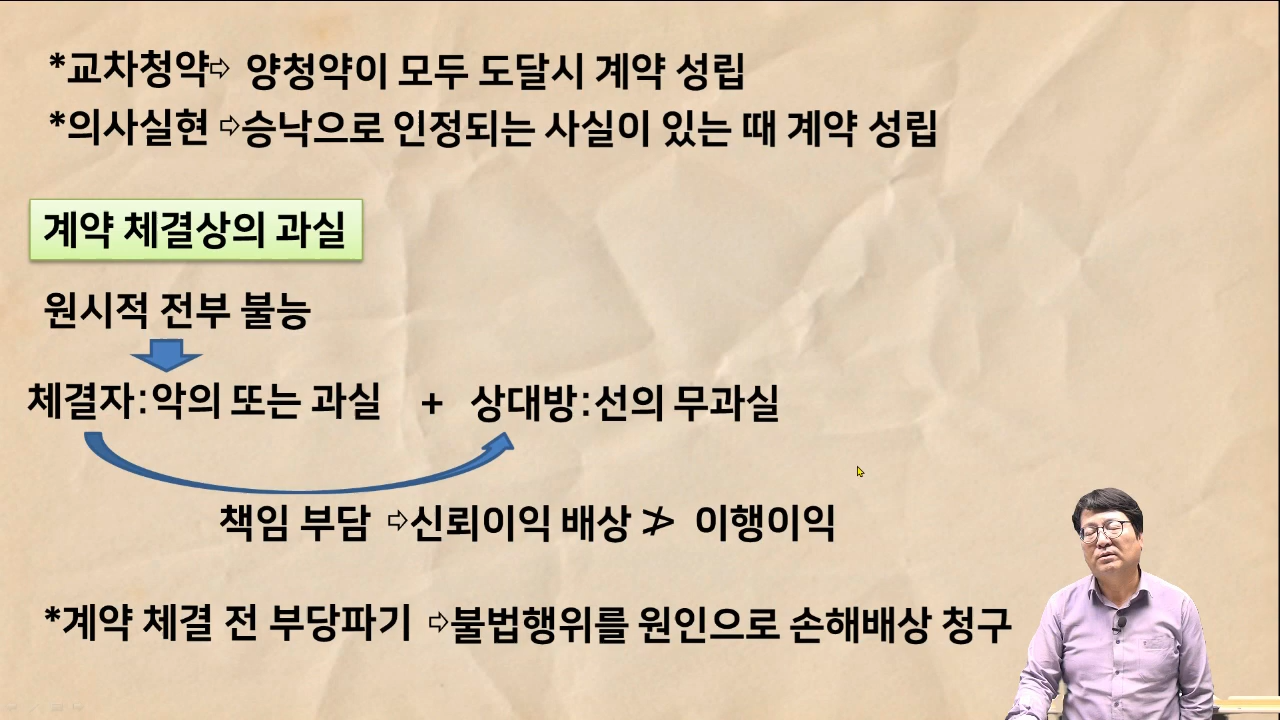 *교차청약⇨ 양청약이 모두 도달시 계약 성립
*의사실현 ⇨승낙으로 인정되는 사실이 있는 때 계약 성립
계약 체결상의 과실
원시적 전부 불능
체결자:악의 또는 과실 + 상대방:선의 무과실
책임 부담 ⇨신뢰이익 배상 ≯ 이행이익
*계약 체결 전 부당파기 ⇨불법행위를 원인으로 손해배상 청구